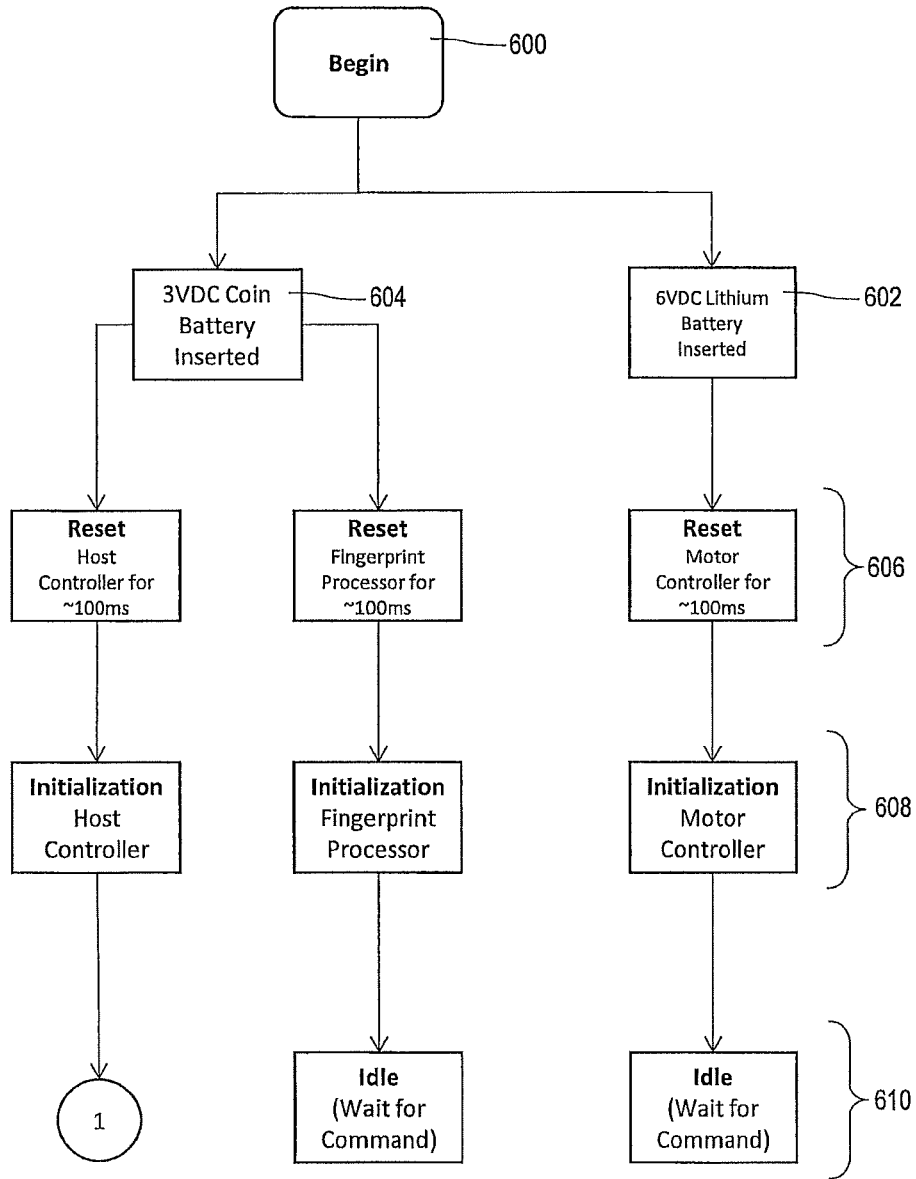 Begin
600
3VDC Coin
Battery
Inserted
604
6VDC Lithium
Battery
Inserted
602
Reset
Host
Controller for
~100ms
Reset
Fingerprint
Processor for
~100ms
Reset
Motor
Controller for
~100ms
606
Initialization
Host
Controller
Initialization
Fingerprint
Processor
Initialization
Motor
Controller
608
1
Idle
(Wait for
Command)
Idle
(Wait for
Command)
610